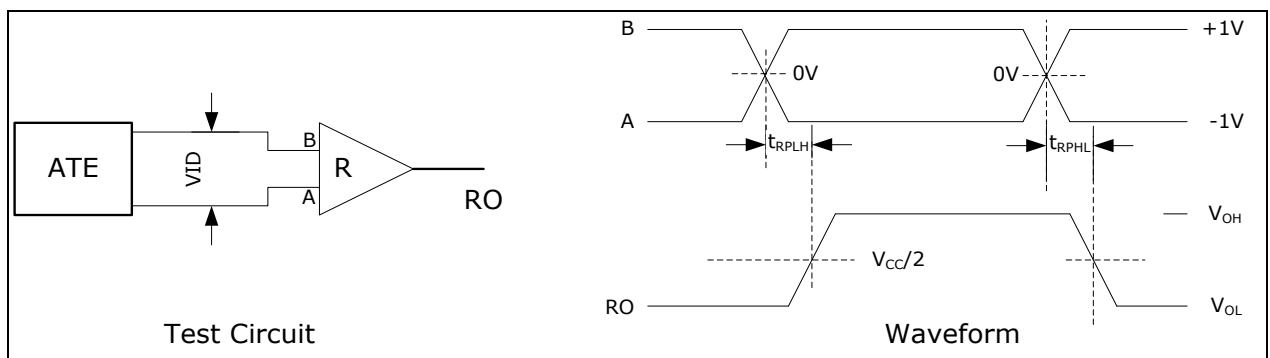 ATE
VID
B
A
R
RO
Test Circuit
B
+1V
0V
0V
A
-1V
tRPLH
tRPHL
VOH
VCC/2
RO
VOL
Waveform